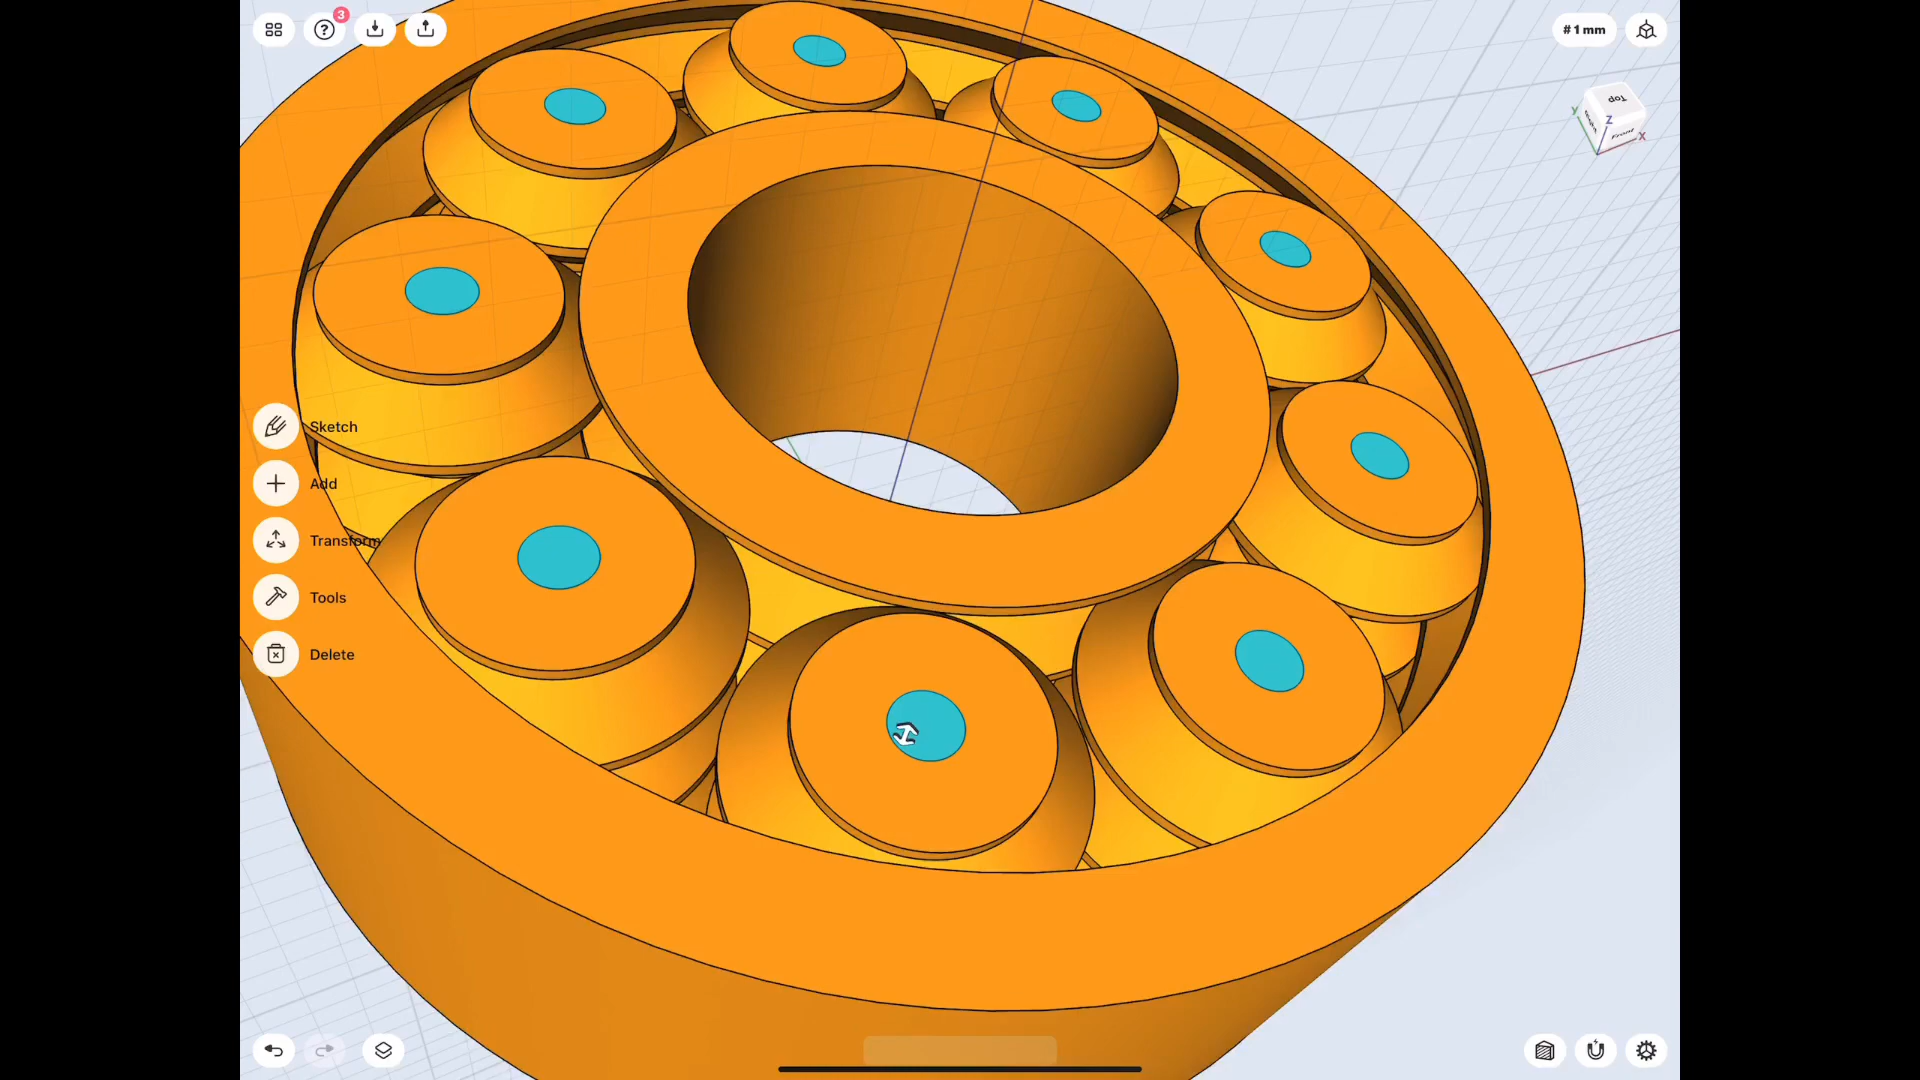 3
# 1 mm
Top
Y
Z
Front
X
Sketch
Add
Transform
Tools
Delete